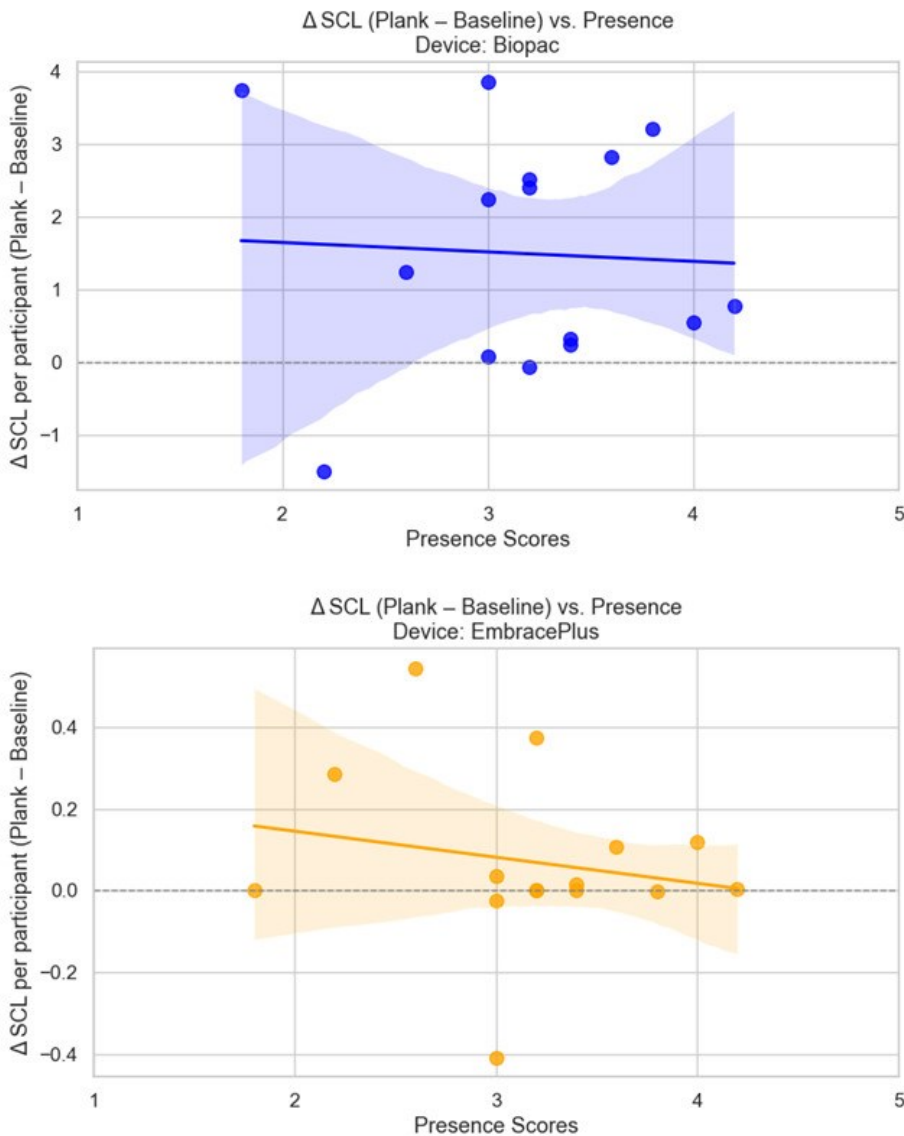 Δ SCL (Plank – Baseline) vs. Presence
Device: Biopac
Δ SCL per participant (Plank – Baseline)
4
3
2
1
0
−1
1 2 3 4 5
Presence Scores
Δ SCL (Plank – Baseline) vs. Presence
Device: EmbracePlus
Δ SCL per participant (Plank – Baseline)
0.4
0.2
0.0
−0.2
−0.4
1 2 3 4 5
Presence Scores